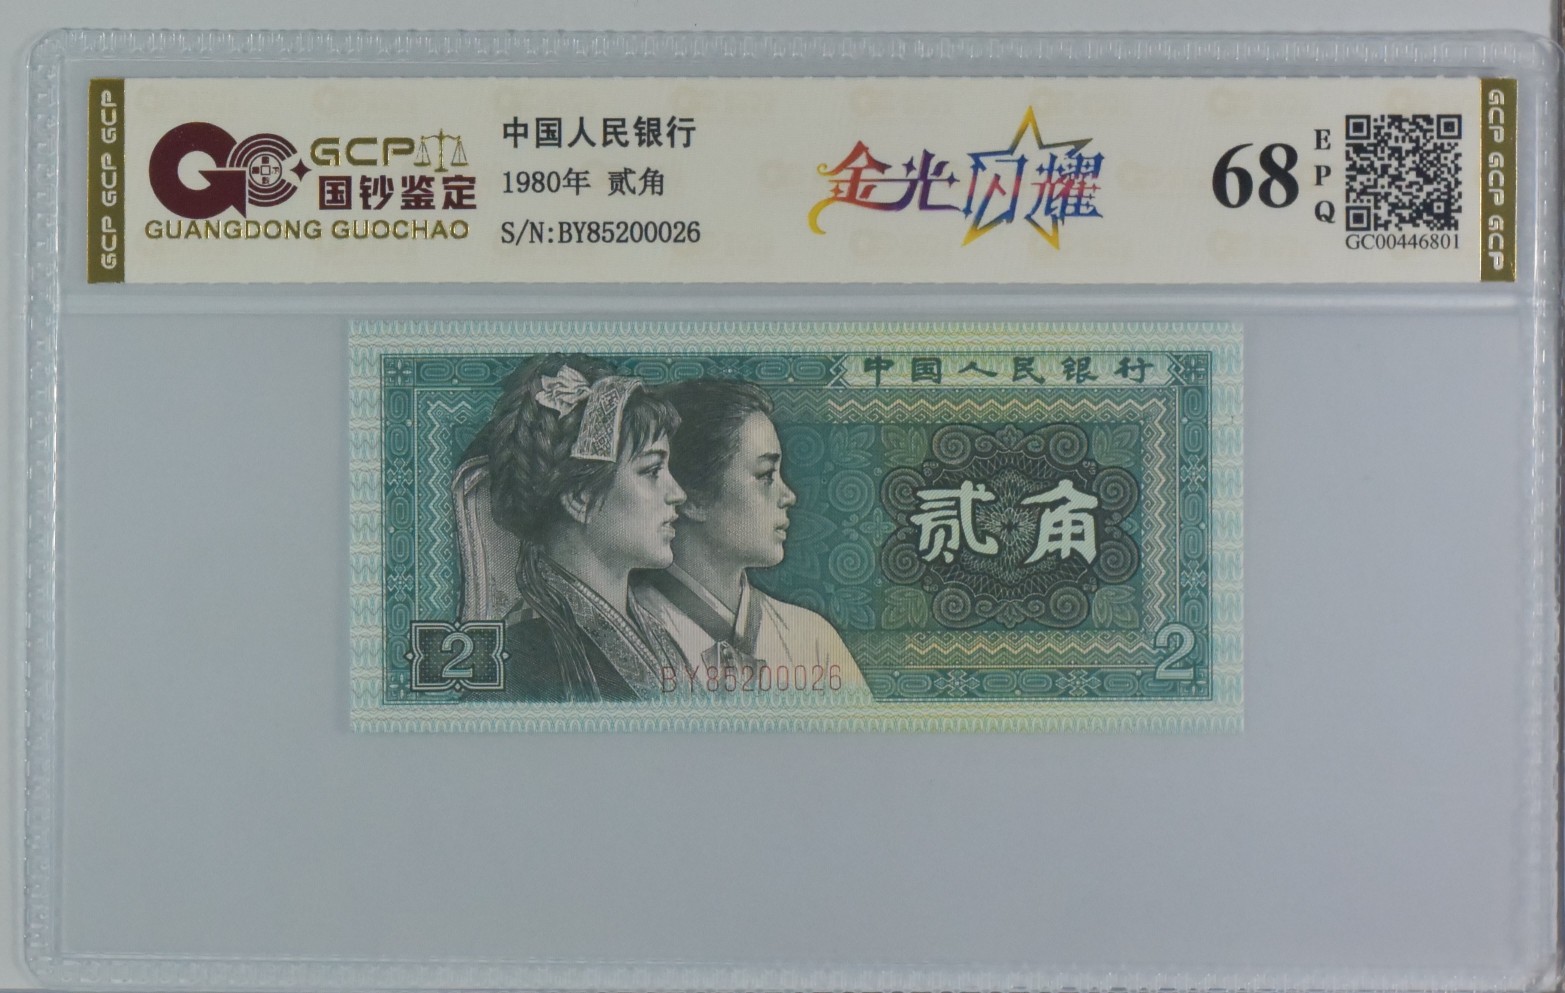 GCP GCP GCP
GCP
国钞鉴定
GUANGDONG GUOCHAO
中国人民银行
1980年 贰角
S/N:BY85200026
金光闪耀
68
EPQ
GC00446801
GCP GCP GCP
中国人民银行
贰角
2
2
BY85200026